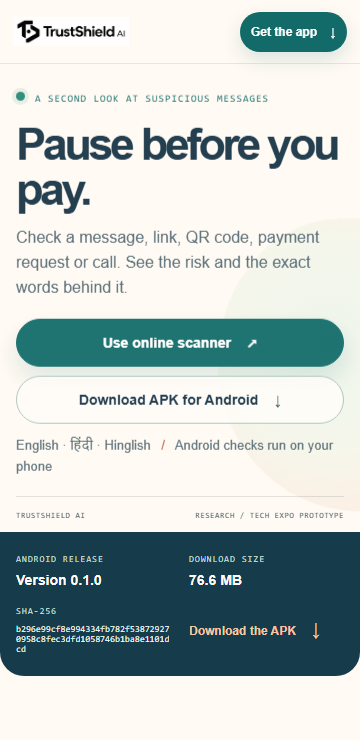 TrustShield AI
Get the app ↓
A SECOND LOOK AT SUSPICIOUS MESSAGES
Pause before you
pay.
Check a message, link, QR code, payment
request or call. See the risk and the exact
words behind it.
Use online scanner ↗
Download APK for Android ↓
English · हिंदी · Hinglish / Android checks run on your
phone
TRUSTSHIELD AI
RESEARCH / TECH EXPO PROTOTYPE
ANDROID RELEASE
Version 0.1.0
DOWNLOAD SIZE
76.6 MB
SHA-256
b296e99cf8e994334fb782f53872927
0958c8fec3dfd1058746b1ba8e1101d
cd
Download the APK ↓